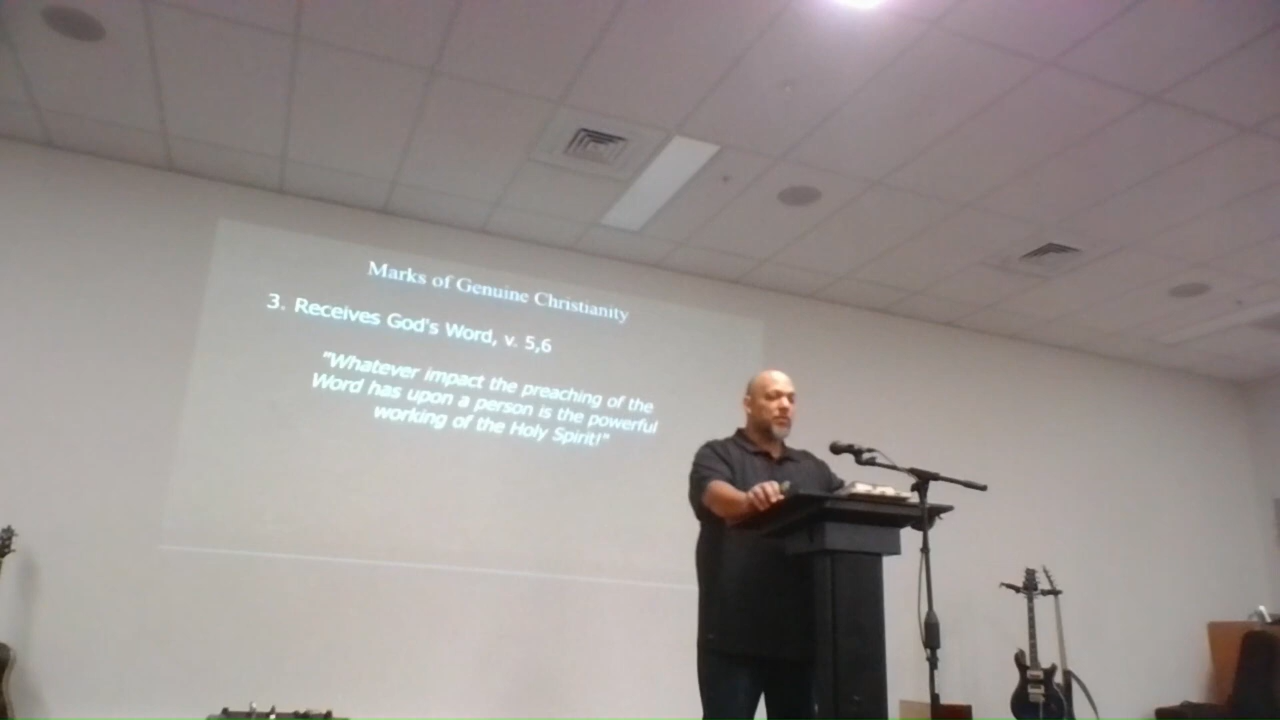 Marks of Genuine Christianity
3. Receives God's Word, v. 5,6
"Whatever impact the preaching of the
Word has upon a person is the powerful
working of the Holy Spirit!"